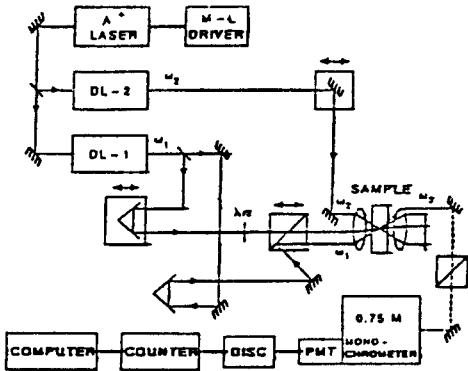 A+ M-L
LASER DRIVER
DL-2 ω2
DL-1 ω1
SAMPLE
λ/2 ω2 ω2
ω1
0.75 M
MONO-
CHROMETER
COMPUTER COUNTER DISC PMT